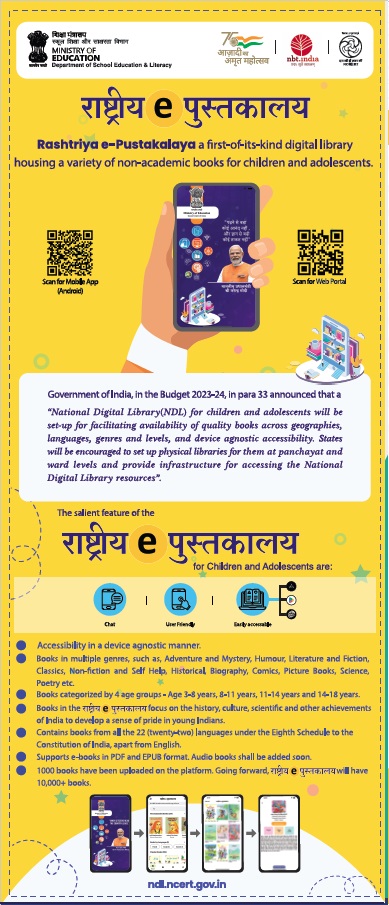 शिक्षा मंत्रालय
स्कूल शिक्षा और साक्षरता विभाग
MINISTRY OF
EDUCATION
Department of School Education & Literacy
75
आज़ादी का
अमृत महोत्सव
nbt.india
NCERT
राष्ट्रीय e पुस्तकालय
Rashtriya e-Pustakalaya a first-of-its-kind digital library
housing a variety of non-academic books for children and adolescents.
Scan for Mobile App
(Android)
Scan for Web Portal
Government of India, in the Budget 2023-24, in para 33 announced that a
"National Digital Library(NDL) for children and adolescents will be
set-up for facilitating availability of quality books across geographies,
languages, genres and levels, and device agnostic accessibility. States
will be encouraged to set up physical libraries for them at panchayat and
ward levels and provide infrastructure for accessing the National
Digital Library resources".
The salient feature of the
राष्ट्रीय e पुस्तकालय
for Children and Adolescents are:
Chat
User Friendly
Easily accessable
Accessibility in a device agnostic manner.
Books in multiple genres, such as, Adventure and Mystery, Humour, Literature and Fiction,
Classics, Non-fiction and Self Help, Historical, Biography, Comics, Picture Books, Science,
Poetry etc.
Books categorized by 4 age groups - Age 3-8 years, 8-11 years, 11-14 years and 14-18 years.
Books in the राष्ट्रीय e पुस्तकालय focus on the history, culture, scientific and other achievements
of India to develop a sense of pride in young Indians.
Contains books from all the 22 (twenty-two) languages under the Eighth Schedule to the
Constitution of India, apart from English.
Supports e-books in PDF and EPUB format. Audio books shall be added soon.
1000 books have been uploaded on the platform. Going forward, राष्ट्रीय e पुस्तकालय will have
10,000+ books.
ndl.ncert.gov.in